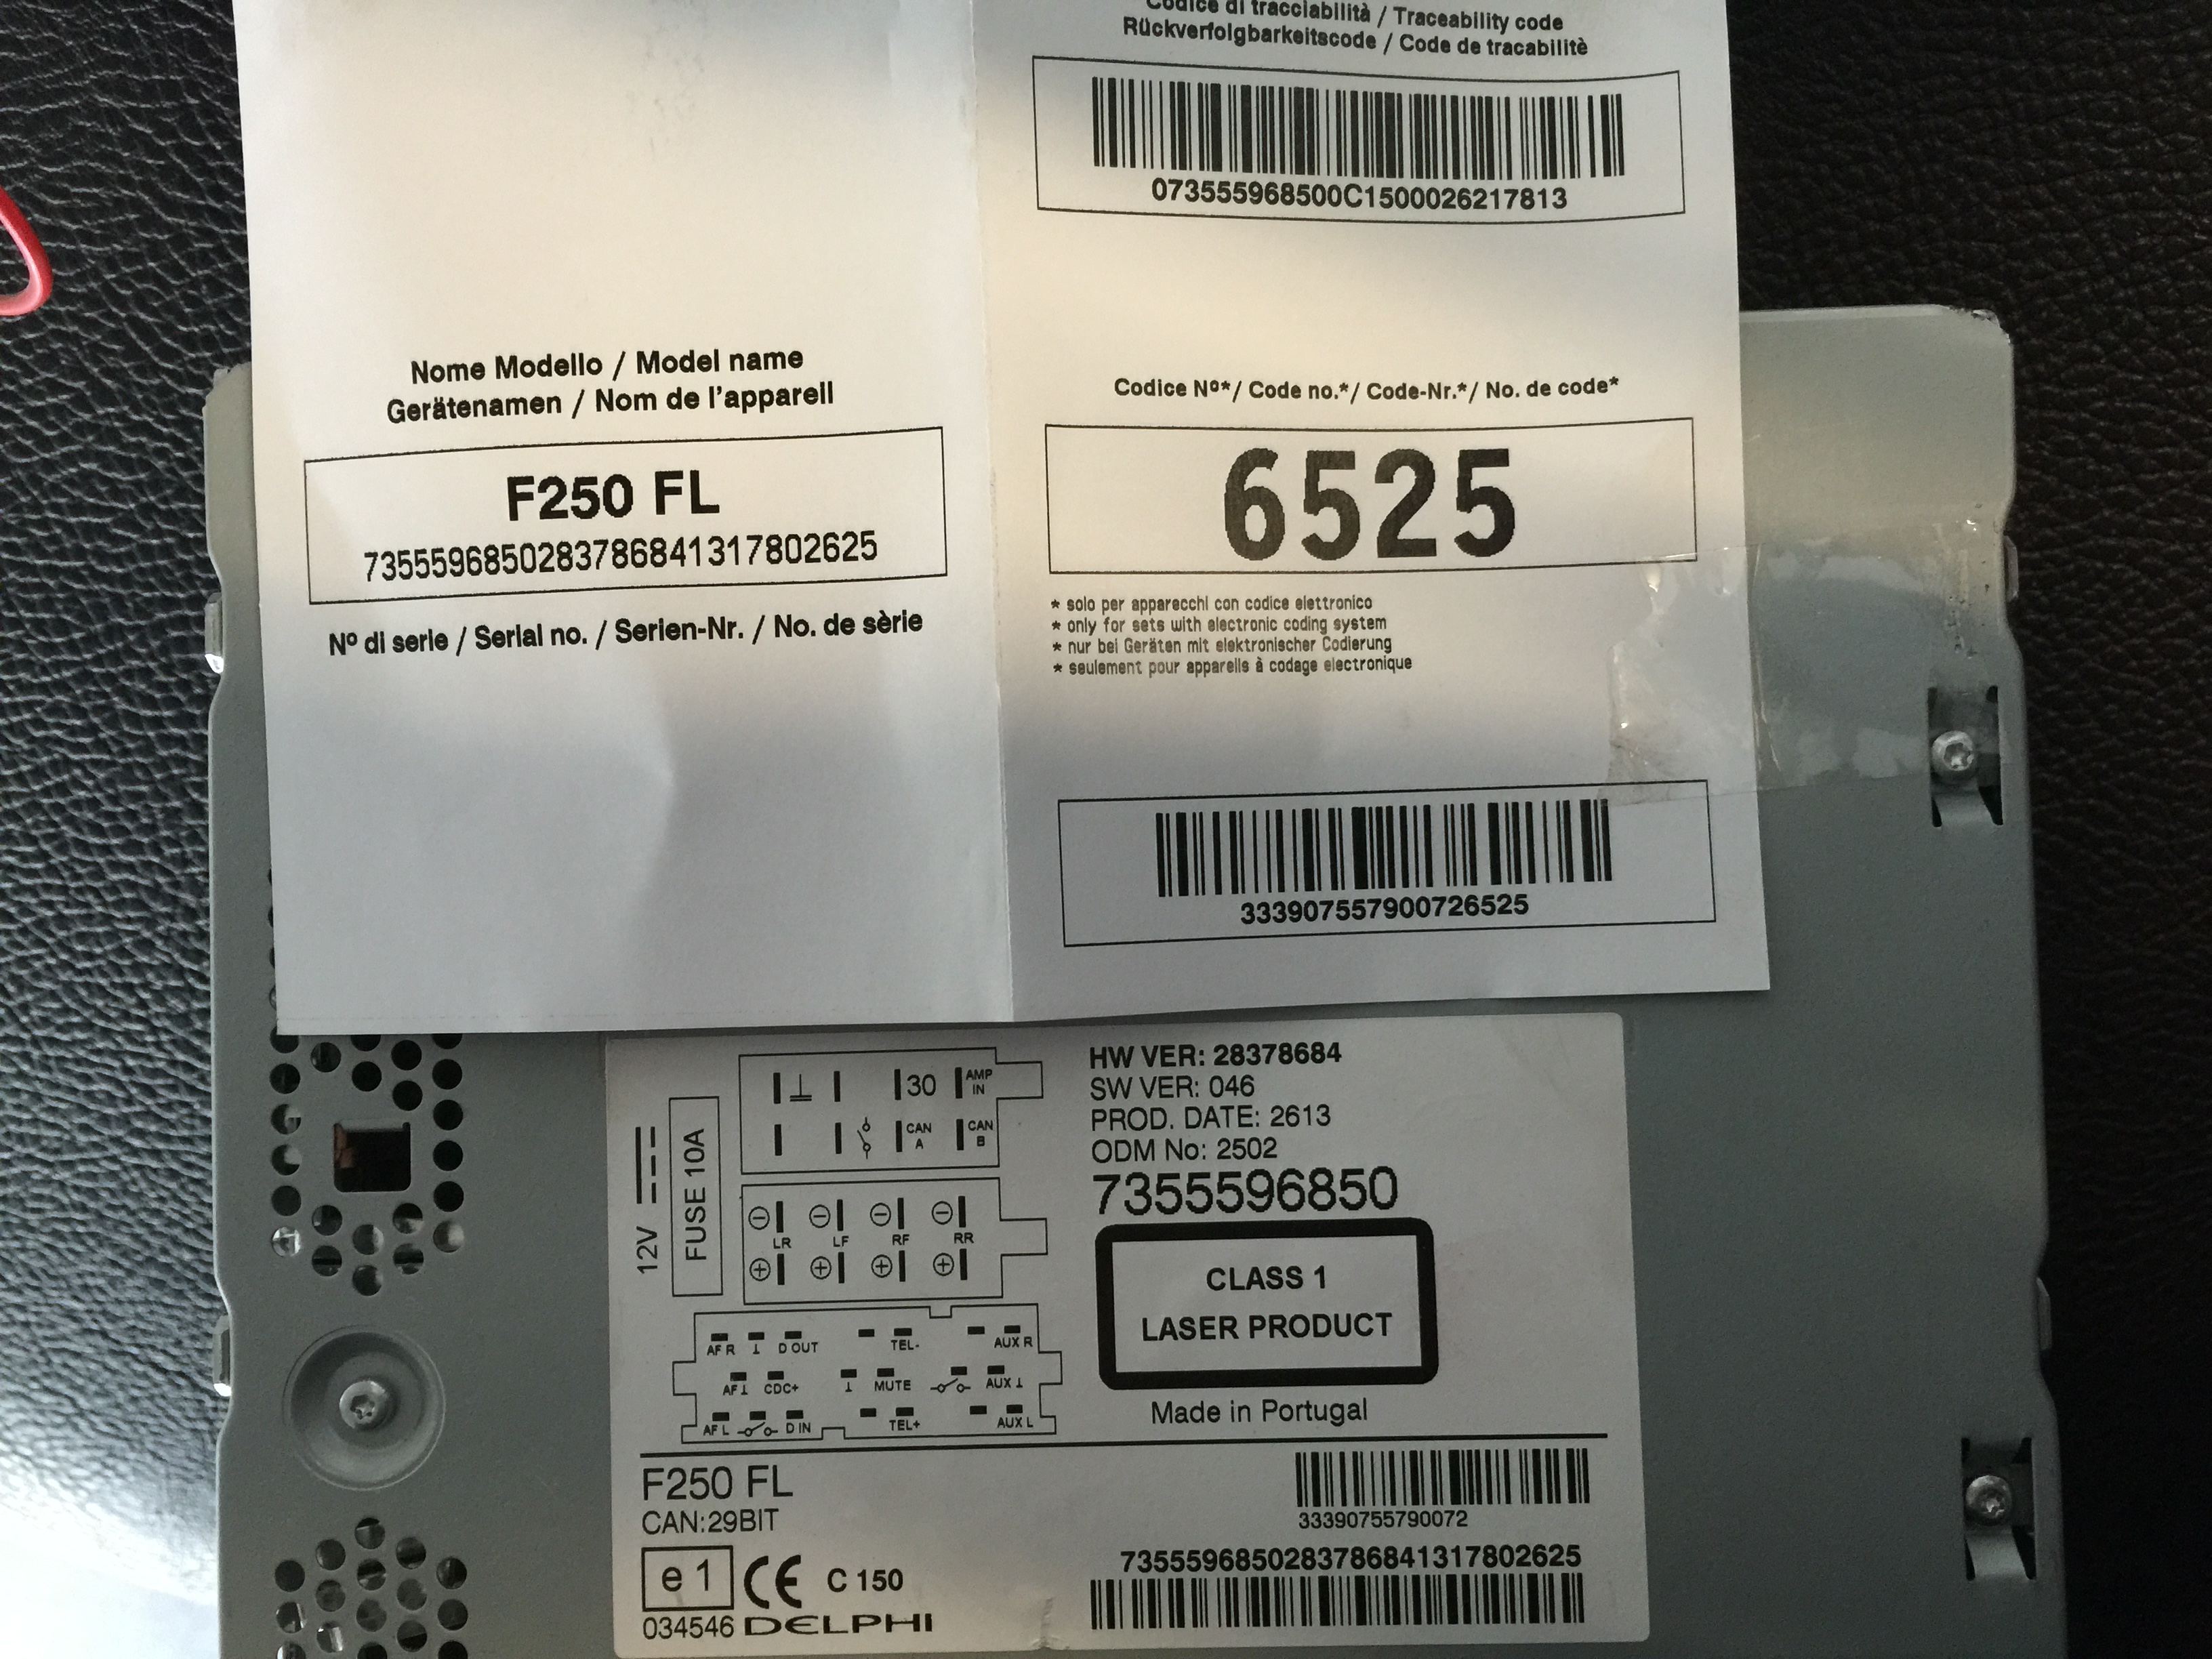 Codice di tracciabilità / Traceability code
Rückverfolgbarkeitscode / Code de tracabilitè
073555968500C1500026217813
Nome Modello / Model name
Gerätenamen / Nom de l'appareil
F250 FL
7355596850283786841317802625
Nº di serie / Serial no. / Serien-Nr. / No. de sèrie
Codice Nº*/ Code no.*/ Code-Nr.*/ No. de code*
6525
* solo per apparecchi con codice elettronico
* only for sets with electronic coding system
* nur bei Geräten mit elektronischer Codierung
* seulement pour appareils à codage electronique
333907557900726525
12V
FUSE 10A
30 AMP IN
CAN A CAN B
LR LF RF RR
AF R D OUT TEL- AUX R
AF CDC+ MUTE AUX
AF L D IN TEL+ AUX L
HW VER: 28378684
SW VER: 046
PROD. DATE: 2613
ODM No: 2502
7355596850
CLASS 1
LASER PRODUCT
Made in Portugal
F250 FL
CAN:29BIT
e 1 CE C 150
034546 DELPHI
33390755790072
7355596850283786841317802625